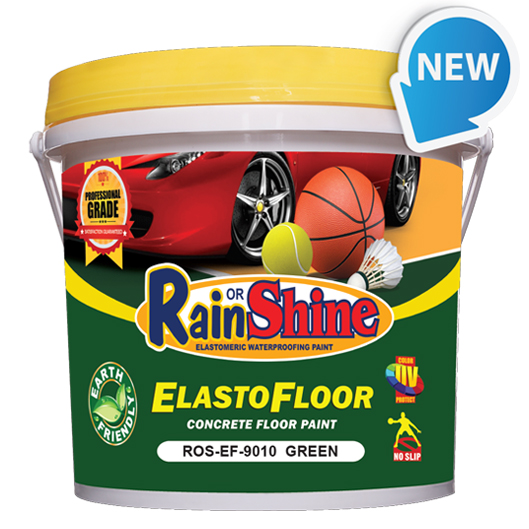 NEW
100%
PROFESSIONAL
GRADE
SATISFACTION GUARANTEED
Rain OR Shine
ELASTOMERIC WATERPROOFING PAINT
EARTH
FRIENDLY
ELASTOFLOOR
CONCRETE FLOOR PAINT
ROS-EF-9010 GREEN
COLOR
UV
PROTECT
NO SLIP